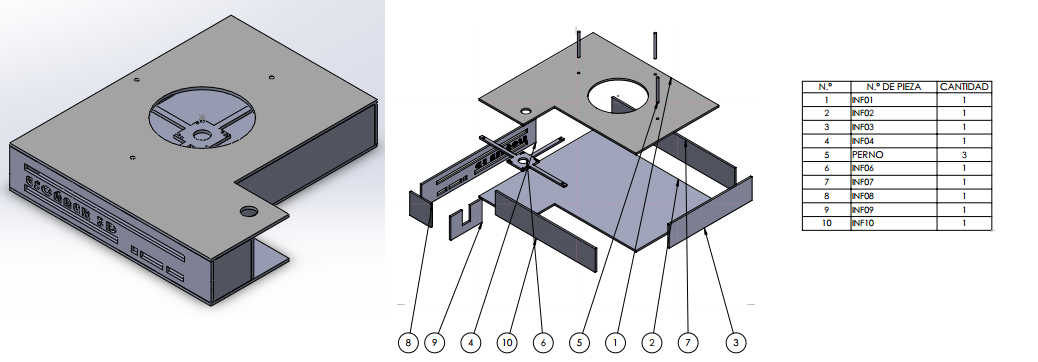 N.º N.º DE PIEZA CANTIDAD
1 INF01 1
2 INF02 1
3 INF03 1
4 INF04 1
5 PERNO 3
6 INF06 1
7 INF07 1
8 INF08 1
9 INF09 1
10 INF10 1
8 9 4 10 6 5 1 2 7 3